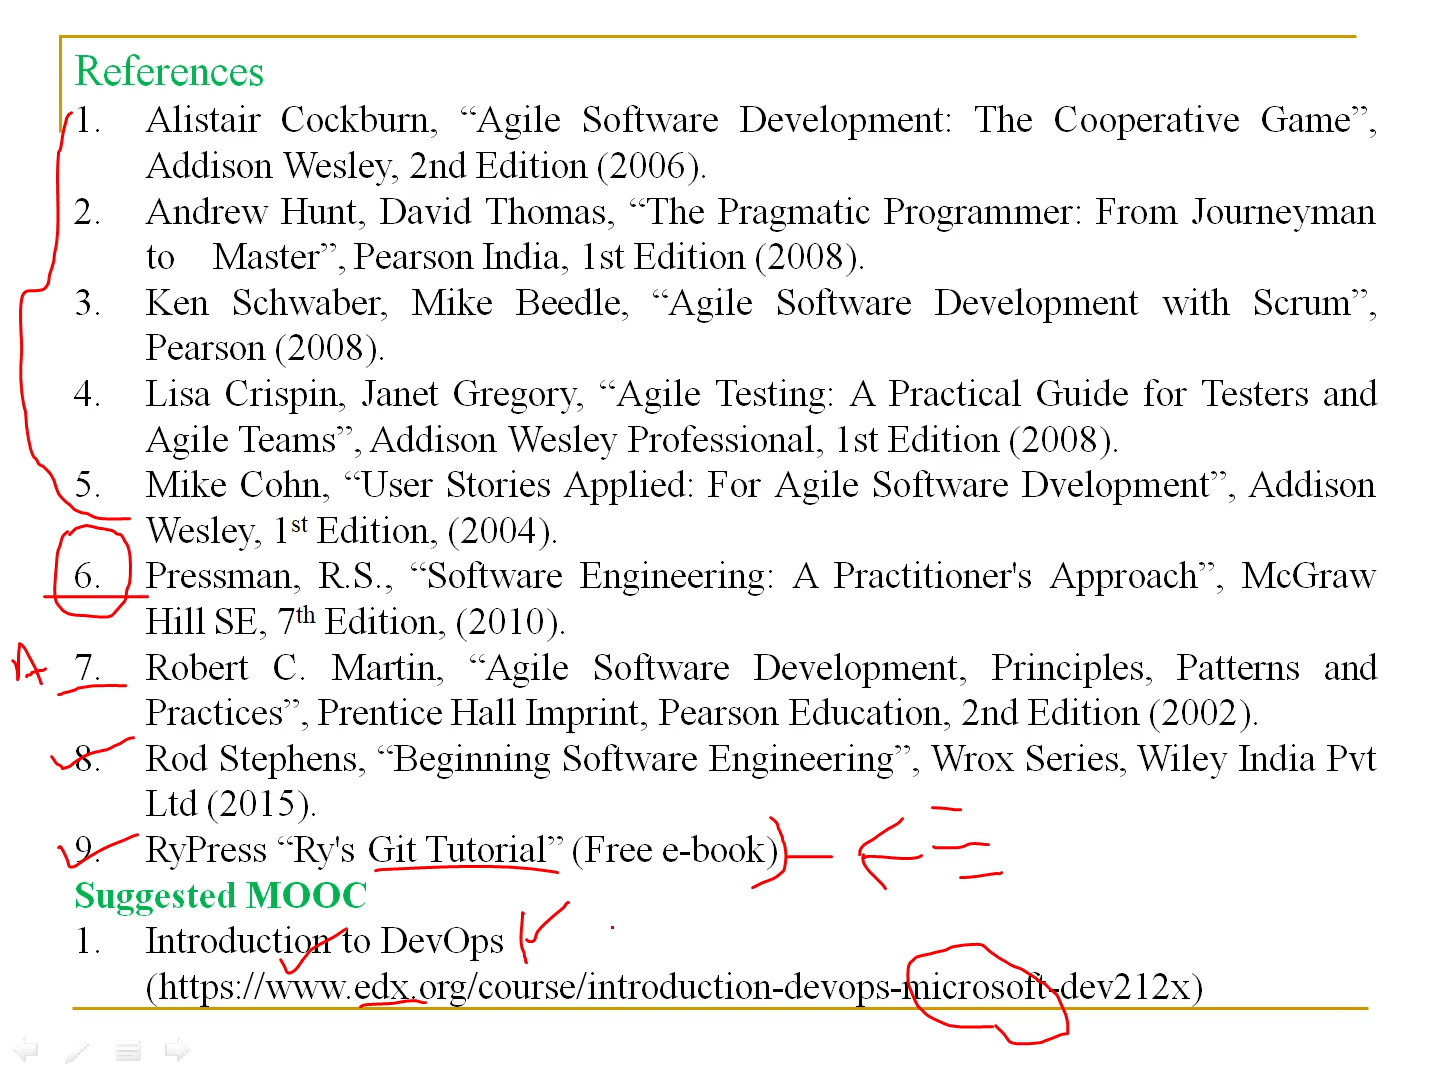 References
1. Alistair Cockburn, “Agile Software Development: The Cooperative Game”,
Addison Wesley, 2nd Edition (2006).
2. Andrew Hunt, David Thomas, “The Pragmatic Programmer: From Journeyman
to Master”, Pearson India, 1st Edition (2008).
3. Ken Schwaber, Mike Beedle, “Agile Software Development with Scrum”,
Pearson (2008).
4. Lisa Crispin, Janet Gregory, “Agile Testing: A Practical Guide for Testers and
Agile Teams”, Addison Wesley Professional, 1st Edition (2008).
5. Mike Cohn, “User Stories Applied: For Agile Software Dvelopment”, Addison
Wesley, 1st Edition, (2004).
6. Pressman, R.S., “Software Engineering: A Practitioner's Approach”, McGraw
Hill SE, 7th Edition, (2010).
A 7. Robert C. Martin, “Agile Software Development, Principles, Patterns and
Practices”, Prentice Hall Imprint, Pearson Education, 2nd Edition (2002).
8. Rod Stephens, “Beginning Software Engineering”, Wrox Series, Wiley India Pvt
Ltd (2015).
9. RyPress “Ry's Git Tutorial” (Free e-book)
Suggested MOOC
1. Introduction to DevOps
(https://www.edx.org/course/introduction-devops-microsoft-dev212x)